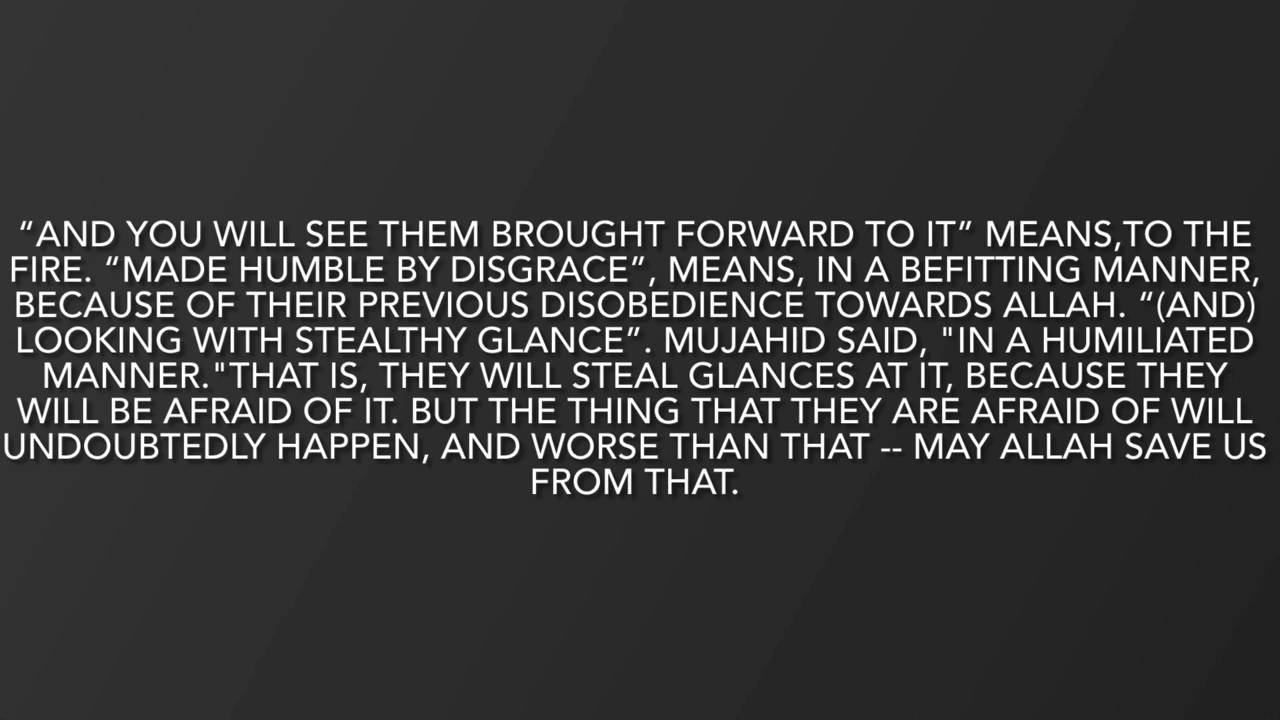 “AND YOU WILL SEE THEM BROUGHT FORWARD TO IT” MEANS,TO THE
FIRE. “MADE HUMBLE BY DISGRACE”, MEANS, IN A BEFITTING MANNER,
BECAUSE OF THEIR PREVIOUS DISOBEDIENCE TOWARDS ALLAH. “(AND)
LOOKING WITH STEALTHY GLANCE”. MUJAHID SAID, "IN A HUMILIATED
MANNER."THAT IS, THEY WILL STEAL GLANCES AT IT, BECAUSE THEY
WILL BE AFRAID OF IT. BUT THE THING THAT THEY ARE AFRAID OF WILL
UNDOUBTEDLY HAPPEN, AND WORSE THAN THAT -- MAY ALLAH SAVE US
FROM THAT.